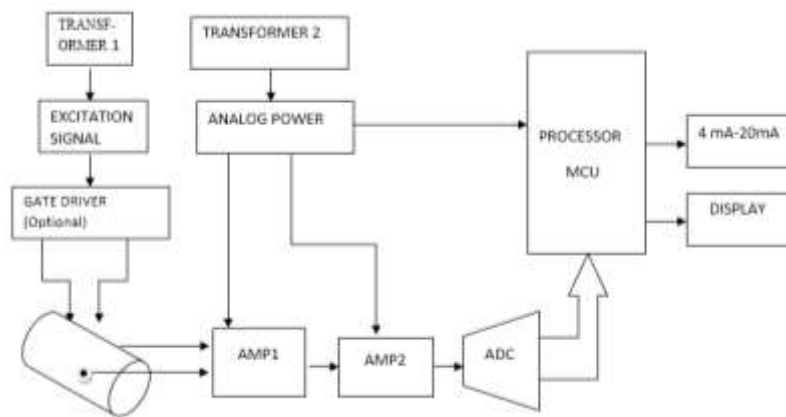 TRANSF-
ORMER 1
TRANSFORMER 2
EXCITATION
SIGNAL
ANALOG POWER
PROCESSOR
MCU
4 mA-20mA
GATE DRIVER
(Optional)
DISPLAY
AMP1
AMP2
ADC